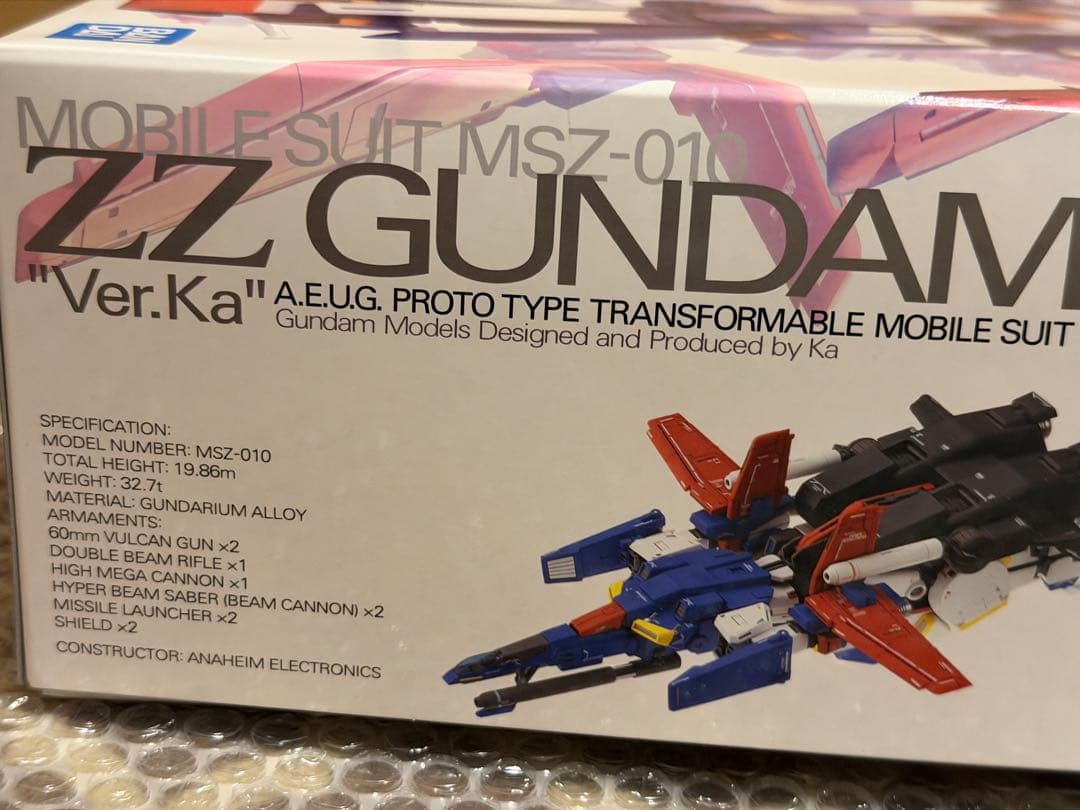 BAN
DAI
MOBILE SUIT MSZ-010
ZZ GUNDAM
"Ver.Ka"
A.E.U.G. PROTO TYPE TRANSFORMABLE MOBILE SUIT
Gundam Models Designed and Produced by Ka
SPECIFICATION:
MODEL NUMBER: MSZ-010
TOTAL HEIGHT: 19.86m
WEIGHT: 32.7t
MATERIAL: GUNDARIUM ALLOY
ARMAMENTS:
60mm VULCAN GUN ×2
DOUBLE BEAM RIFLE ×1
HIGH MEGA CANNON ×1
HYPER BEAM SABER (BEAM CANNON) ×2
MISSILE LAUNCHER ×2
SHIELD ×2
CONSTRUCTOR: ANAHEIM ELECTRONICS